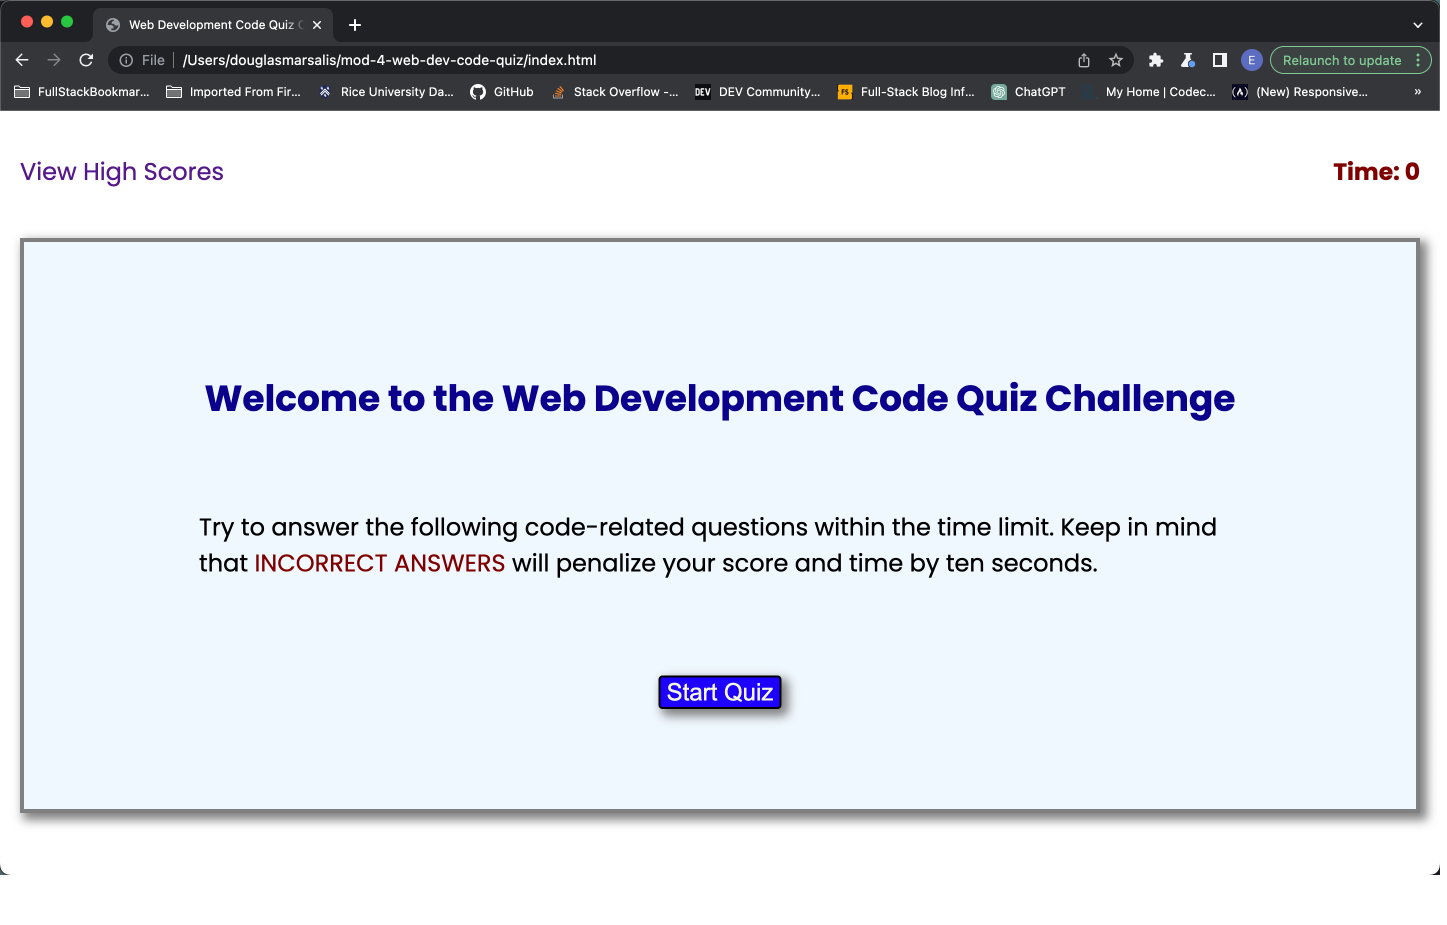 Web Development Code Quiz C
File /Users/douglasmarsalis/mod-4-web-dev-code-quiz/index.html E Relaunch to update
FullStackBookmar... Imported From Fir... Rice University Da... GitHub Stack Overflow -... DEV DEV Community... FS Full-Stack Blog Inf... ChatGPT My Home | Codec... (New) Responsive... »
View High Scores Time: 0
Welcome to the Web Development Code Quiz Challenge
Try to answer the following code-related questions within the time limit. Keep in mind
that INCORRECT ANSWERS will penalize your score and time by ten seconds.
Start Quiz